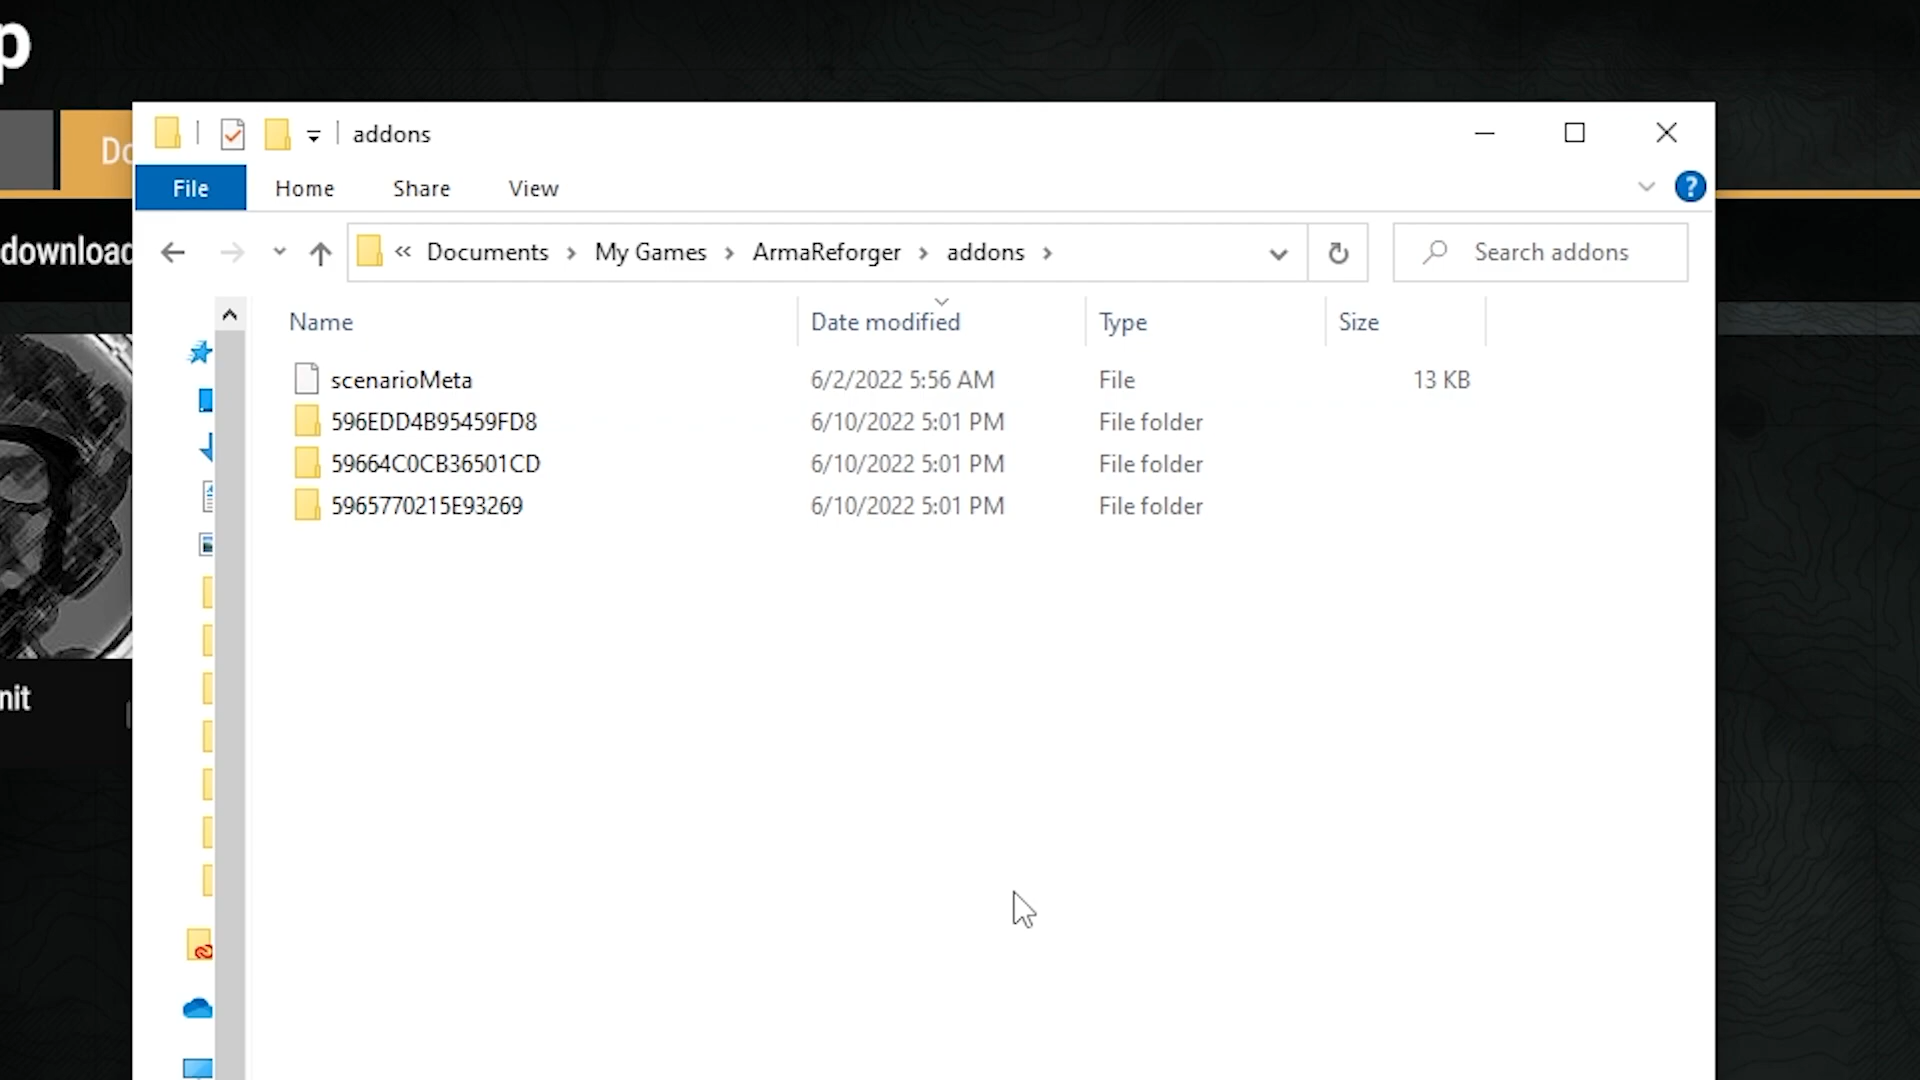 p
Do
download
nit
addons
File Home Share View
?
« Documents › My Games › ArmaReforger › addons ›
Search addons
Name Date modified Type Size
scenarioMeta 6/2/2022 5:56 AM File 13 KB
596EDD4B95459FD8 6/10/2022 5:01 PM File folder
59664C0CB36501CD 6/10/2022 5:01 PM File folder
5965770215E93269 6/10/2022 5:01 PM File folder